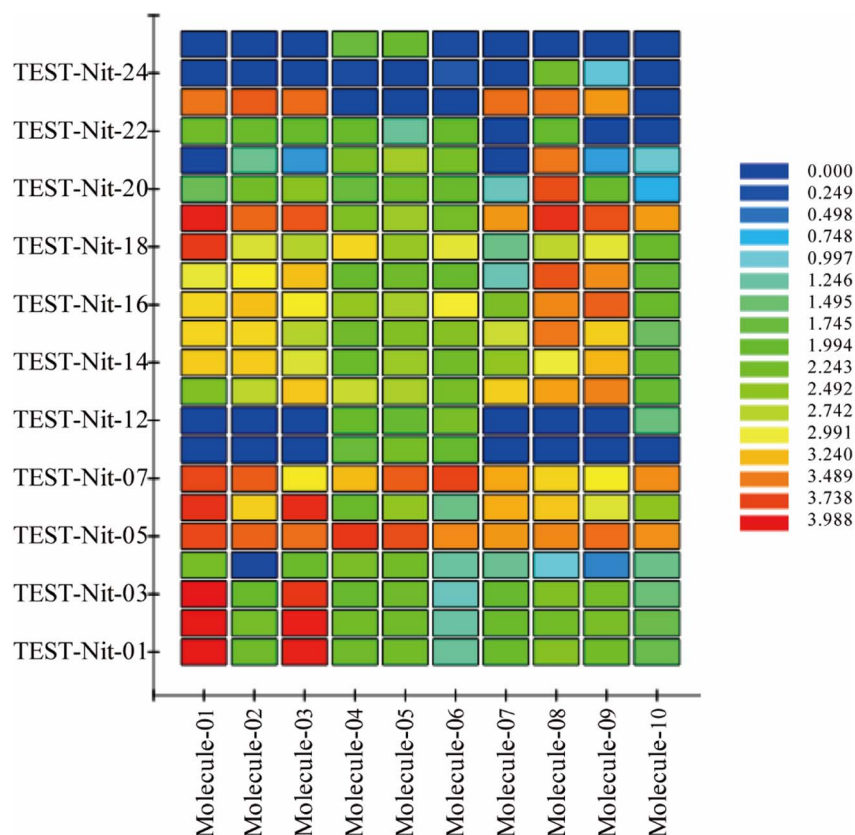 TEST-Nit-24
TEST-Nit-22
TEST-Nit-20
TEST-Nit-18
TEST-Nit-16
TEST-Nit-14
TEST-Nit-12
TEST-Nit-07
TEST-Nit-05
TEST-Nit-03
TEST-Nit-01
0.000
0.249
0.498
0.748
0.997
1.246
1.495
1.745
1.994
2.243
2.492
2.742
2.991
3.240
3.489
3.738
3.988
Molecule-01
Molecule-02
Molecule-03
Molecule-04
Molecule-05
Molecule-06
Molecule-07
Molecule-08
Molecule-09
Molecule-10